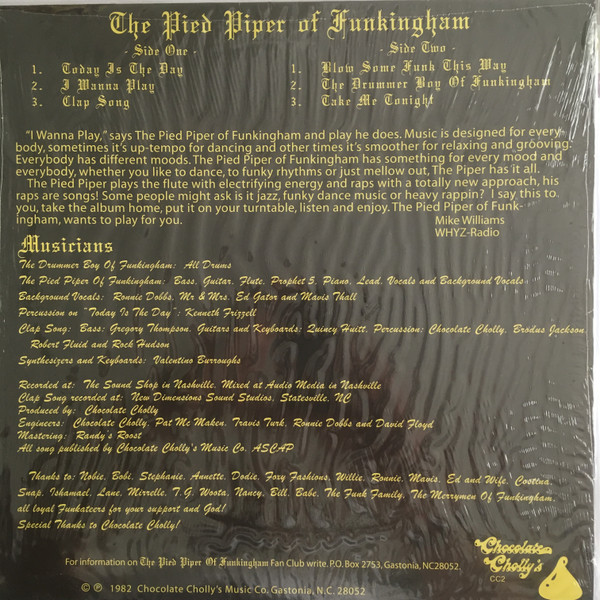 The Pied Piper of Funkingham
- Side One -
1. Today Is The Day
2. I Wanna Play
3. Clap Song
- Side Two -
1. Blow Some Funk This Way
2. The Drummer Boy Of Funkingham
3. Take Me Tonight
"I Wanna Play," says The Pied Piper of Funkingham and play he does. Music is designed for every-
body, sometimes it's up-tempo for dancing and other times it's smoother for relaxing and grooving.
Everybody has different moods. The Pied Piper of Funkingham has something for every mood and
everybody, whether you like to dance, to funky rhythms or just mellow out, The Piper has it all.
The Pied Piper plays the flute with electrifying energy and raps with a totally new approach, his
raps are songs! Some people might ask is it jazz, funky dance music or heavy rappin? I say this to
you, take the album home, put it on your turntable, listen and enjoy. The Pied Piper of Funk-
ingham, wants to play for you.
Mike Williams
WHYZ-Radio
Musicians
The Drummer Boy Of Funkingham: All Drums
The Pied Piper Of Funkingham: Bass, Guitar, Flute, Prophet 5, Piano, Lead, Vocals and Background Vocals
Background Vocals: Ronnie Dobbs, Mr & Mrs. Ed Gator and Mavis Thall
Percussion on "Today Is The Day": Kenneth Frizzell
Clap Song: Bass: Gregory Thompson, Guitars and Keyboards: Quincy Huitt, Percussion: Chocolate Cholly, Brodus Jackson,
Robert Fluid and Rock Hudson
Synthesizers and Keyboards: Valentino Burroughs
Recorded at: The Sound Shop in Nashville, Mixed at Audio Media in Nashville
Clap Song recorded at: New Dimensions Sound Studios, Statesville, NC
Produced by: Chocolate Cholly
Engineers: Chocolate Cholly, Pat Mc Maken, Travis Turk, Ronnie Dobbs and David Floyd
Mastering: Randy's Roost
All song published by Chocolate Cholly's Music Co. ASCAP
Thanks to: Nobie, Bobi, Stephanie, Annette, Dodie, Foxy Fashions, Willie, Ronnie, Mavis, Ed and Wife, Costina,
Snap, Ishamael, Lane, Mirrelle, T.G. Woota, Nancy, Bill, Babe, The Funk Family, The Merrymen Of Funkingham,
all loyal Funkateers for your support and God!
Special Thanks to Chocolate Cholly!
Chocolate
Cholly's
CC2
For information on The Pied Piper Of Funkingham Fan Club write, P.O. Box 2753, Gastonia, NC28052.
© ℗ 1982 Chocolate Cholly's Music Co. Gastonia, N.C. 28052